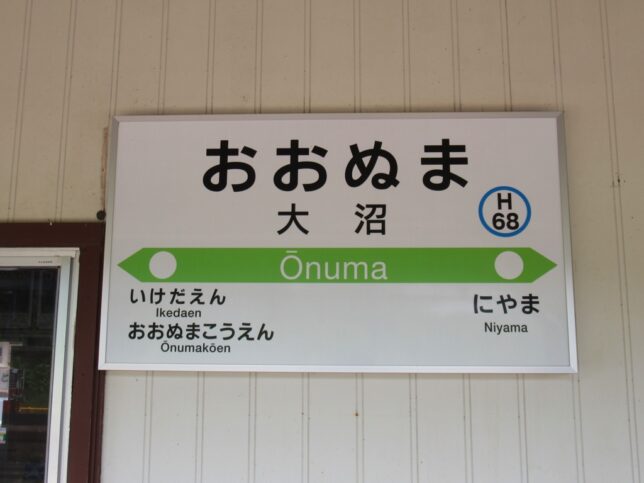 おおぬま
大沼
H
68
Ōnuma
いけだえん
Ikedaen
おおぬまこうえん
Ōnumakōen
にやま
Niyama